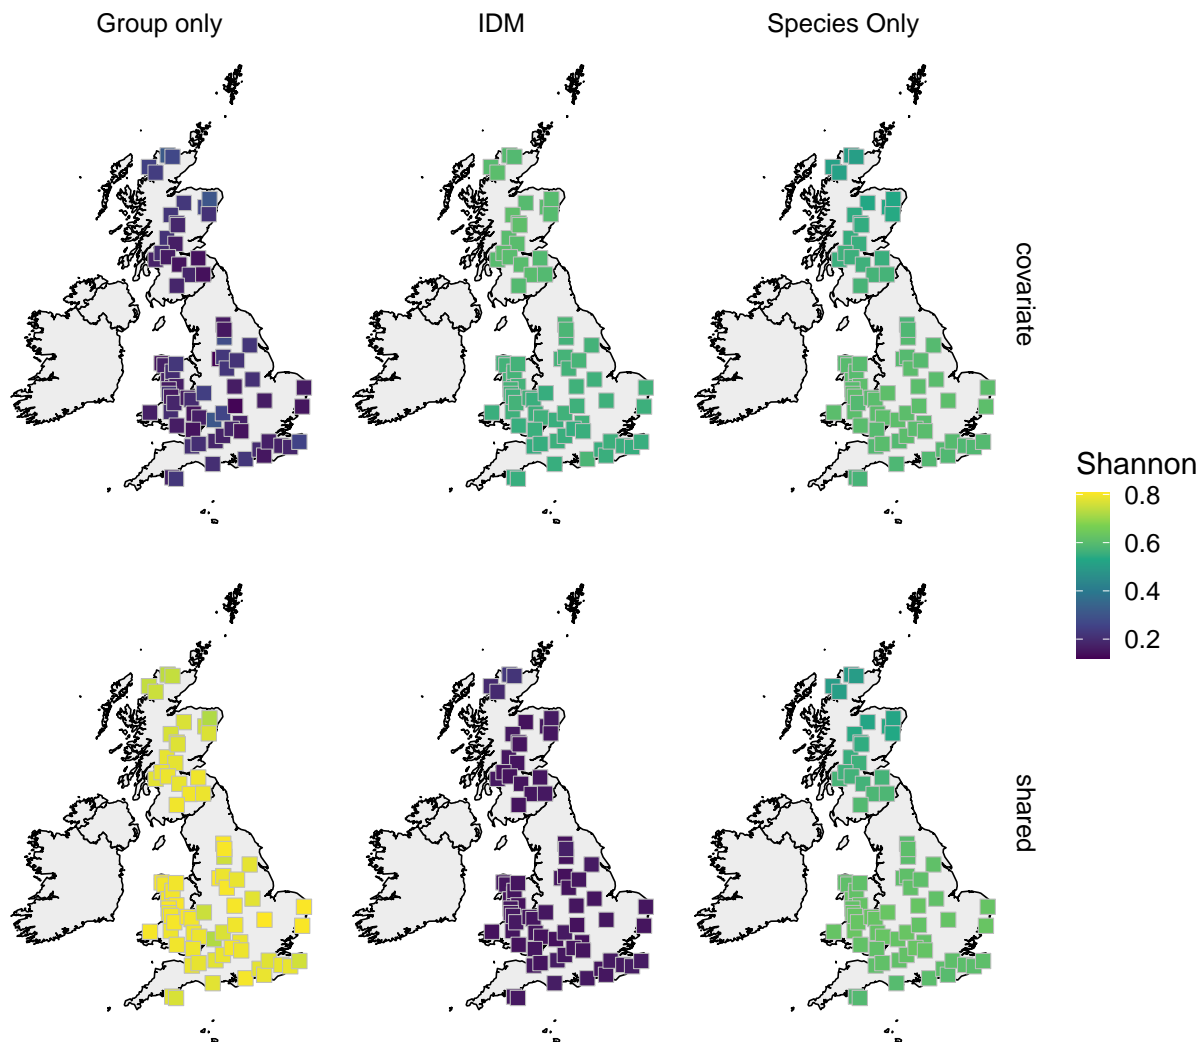 Group only
IDM
Species Only
covariate
Shannon
0.8
0.6
0.4
0.2
shared